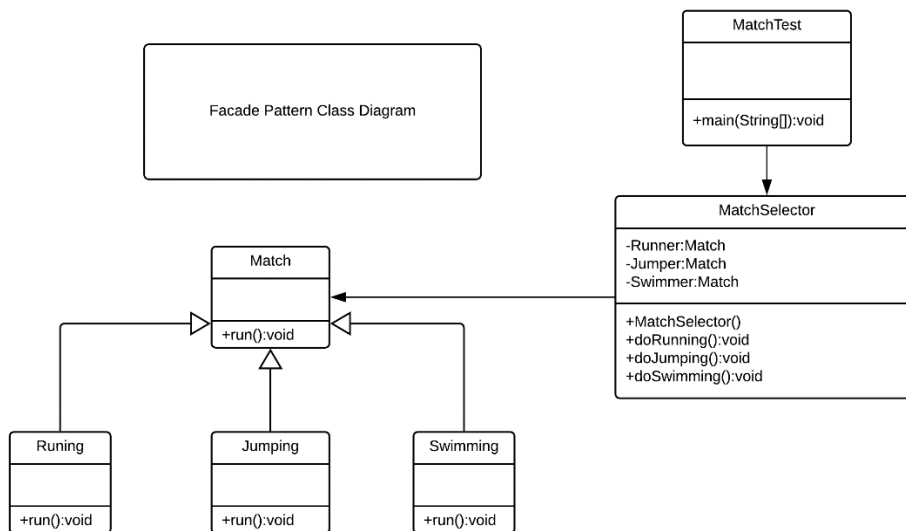 MatchTest
+main(String[]):void
Facade Pattern Class Diagram
MatchSelector
-Runner:Match
-Jumper:Match
-Swimmer:Match
+MatchSelector()
+doRunning():void
+doJumping():void
+doSwimming():void
Match
+run():void
Runing
+run():void
Jumping
+run():void
Swimming
+run():void